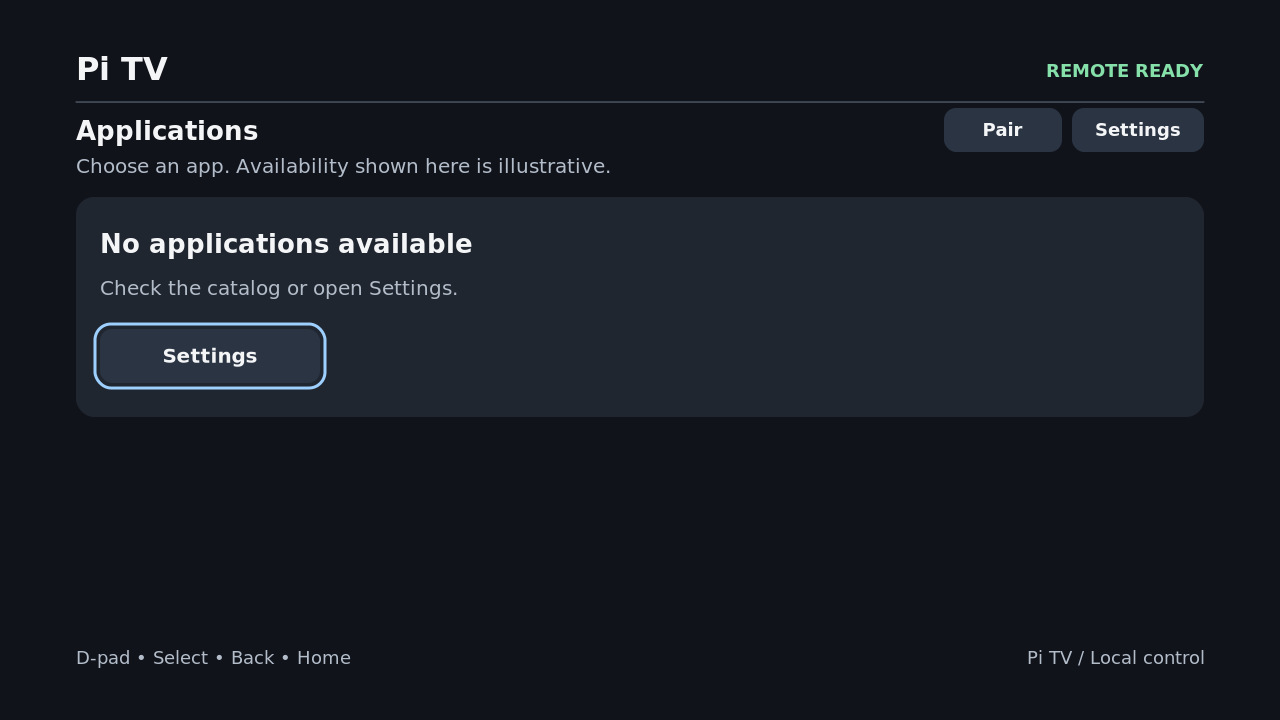 Pi TV
REMOTE READY
Applications
Pair
Settings
Choose an app. Availability shown here is illustrative.
No applications available
Check the catalog or open Settings.
Settings
D-pad • Select • Back • Home
Pi TV / Local control